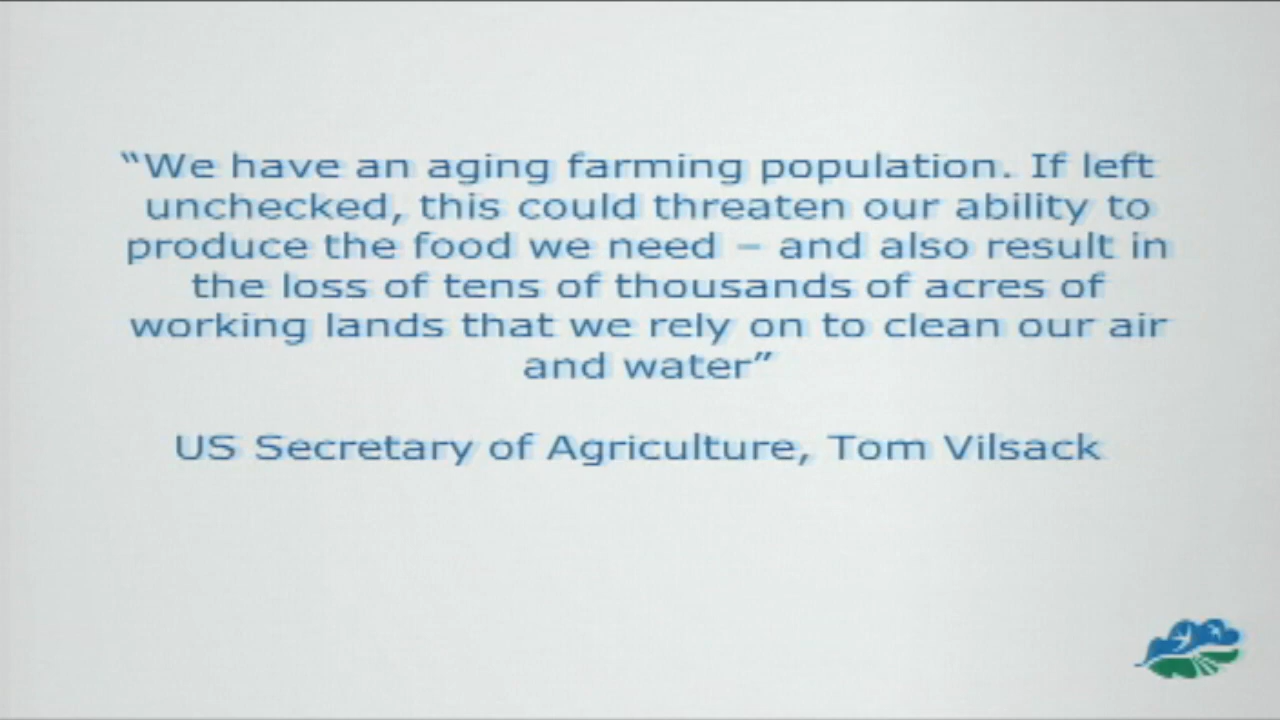 “We have an aging farming population. If left
unchecked, this could threaten our ability to
produce the food we need – and also result in
the loss of tens of thousands of acres of
working lands that we rely on to clean our air
and water”
US Secretary of Agriculture, Tom Vilsack